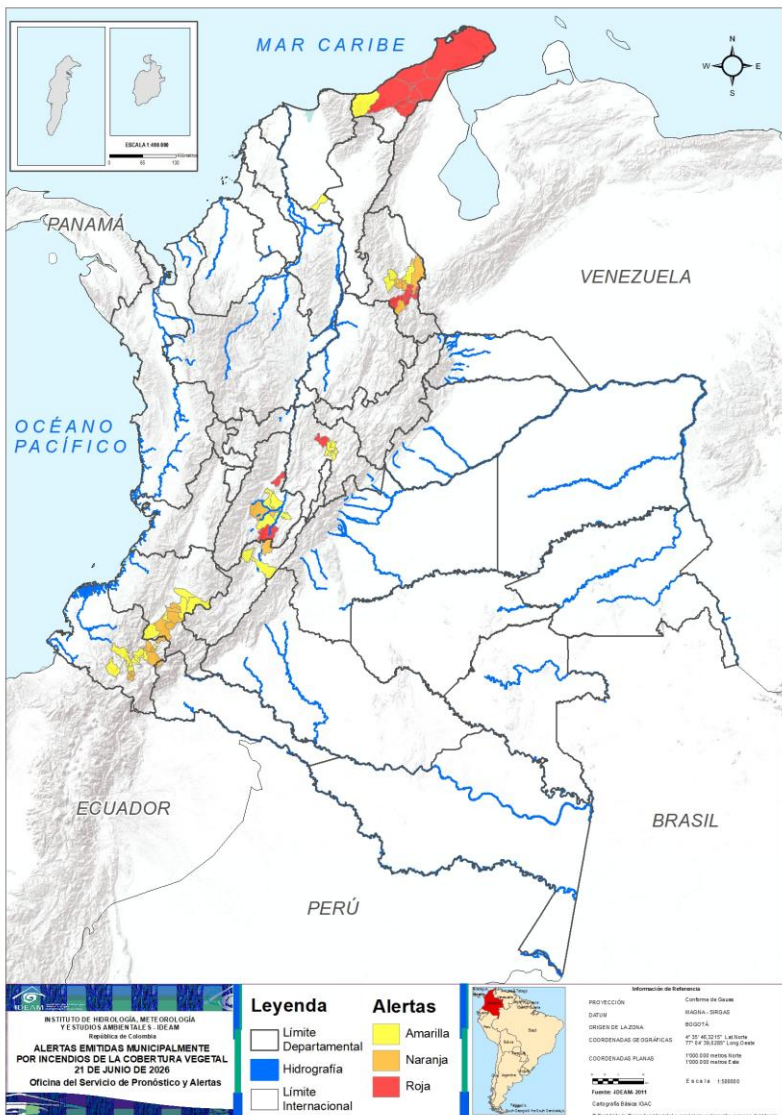 MAR CARIBE
N
W
E
S
ESCALA 1:400.000
PANAMÁ
VENEZUELA
OCÉANO
PACÍFICO
ECUADOR
BRASIL
PERÚ
IDEAM
INSTITUTO DE HIDROLOGÍA, METEOROLOGÍA
Y ESTUDIOS AMBIENTALES - IDEAM
República de Colombia
ALERTAS EMITIDAS MUNICIPALMENTE
POR INCENDIOS DE LA COBERTURA VEGETAL
21 DE JUNIO DE 2026
Oficina del Servicio de Pronóstico y Alertas
Leyenda
Límite
Departamental
Hidrografía
Límite
Internacional
Alertas
Amarilla
Naranja
Roja
Información de Referencia
PROYECCIÓN
Conforme de Gauss
DATUM
MAGNA - SIRGAS
ORIGEN DE LA ZONA
BOGOTÁ
COORDENADAS GEOGRÁFICAS
COORDENADAS PLANAS
1'000.000 metros Norte
1'000.000 metros Este
Fuente: IDEAM- 2011
Cartografía Básica IGAC